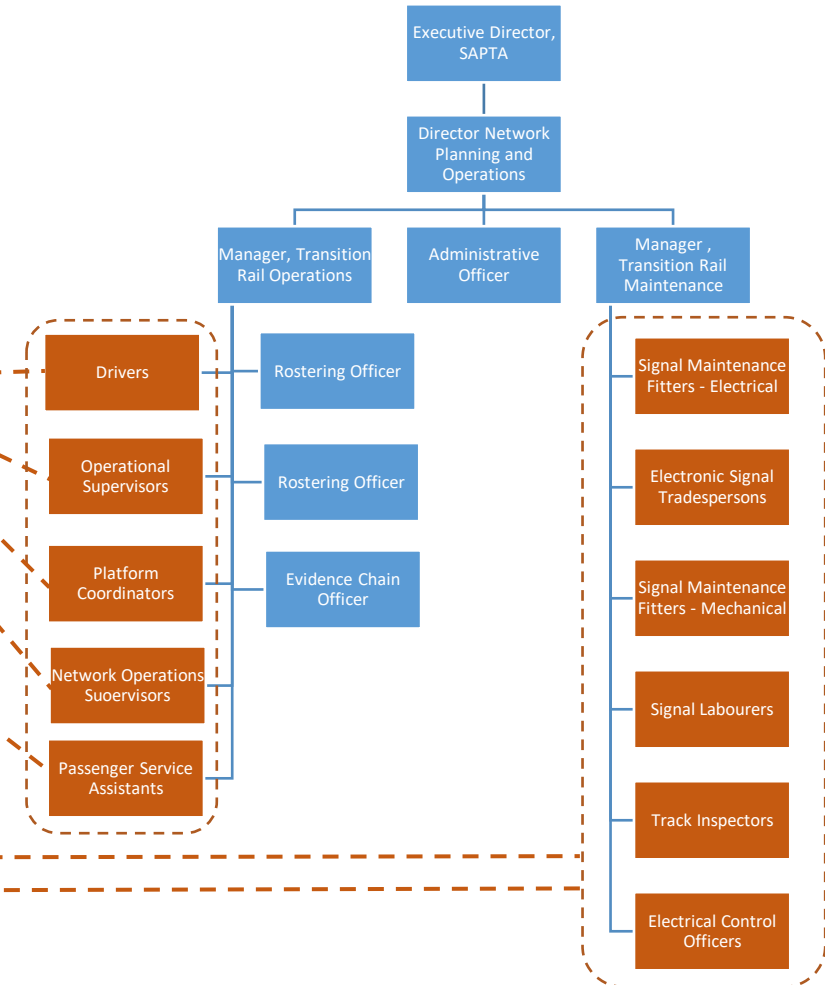 Executive Director,
SAPTA
Director Network
Planning and
Operations
Manager, Transition
Rail Operations
Administrative
Officer
Manager ,
Transition Rail
Maintenance
Drivers
Rostering Officer
Operational
Supervisors
Rostering Officer
Platform
Coordinators
Evidence Chain
Officer
Network Operations
Suoervisors
Passenger Service
Assistants
Signal Maintenance
Fitters - Electrical
Electronic Signal
Tradespersons
Signal Maintenance
Fitters - Mechanical
Signal Labourers
Track Inspectors
Electrical Control
Officers